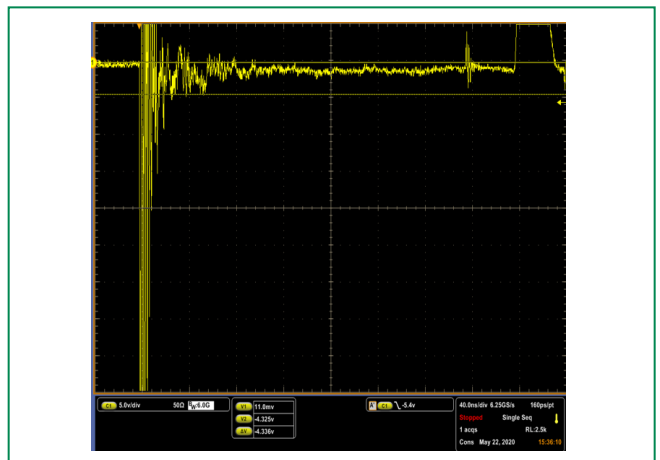 C1 5.0v/div 50Ω BW:6.0G
V1 11.0mv
V2 -4.325v
ΔV -4.336v
A' C1 \ -5.4v
40.0ns/div 6.25GS/s 160ps/pt
Stopped Single Seq
1 acqs RL:2.5k
Cons May 22, 2020 15:36:19